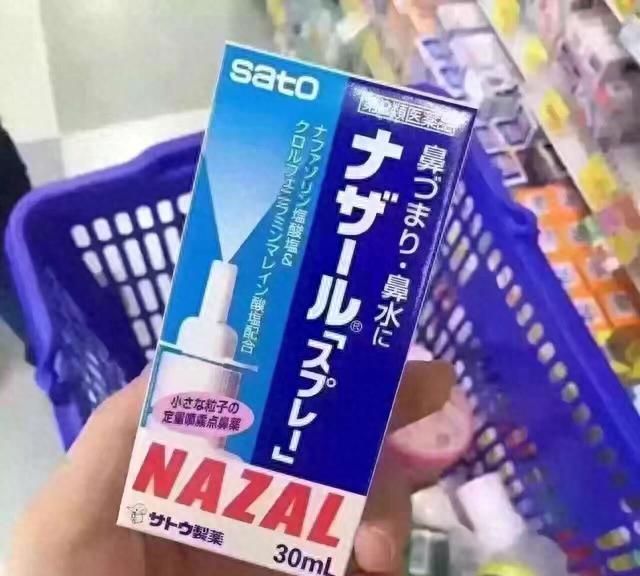 sato
第2類医薬品
鼻づまり・鼻水に
ナザール®「スプレー」
ナファゾリン塩酸塩&
クロルフェニラミンマレイン酸塩配合
小さな粒子の
定量噴霧点鼻薬
NAZAL
サトウ製薬
30mL